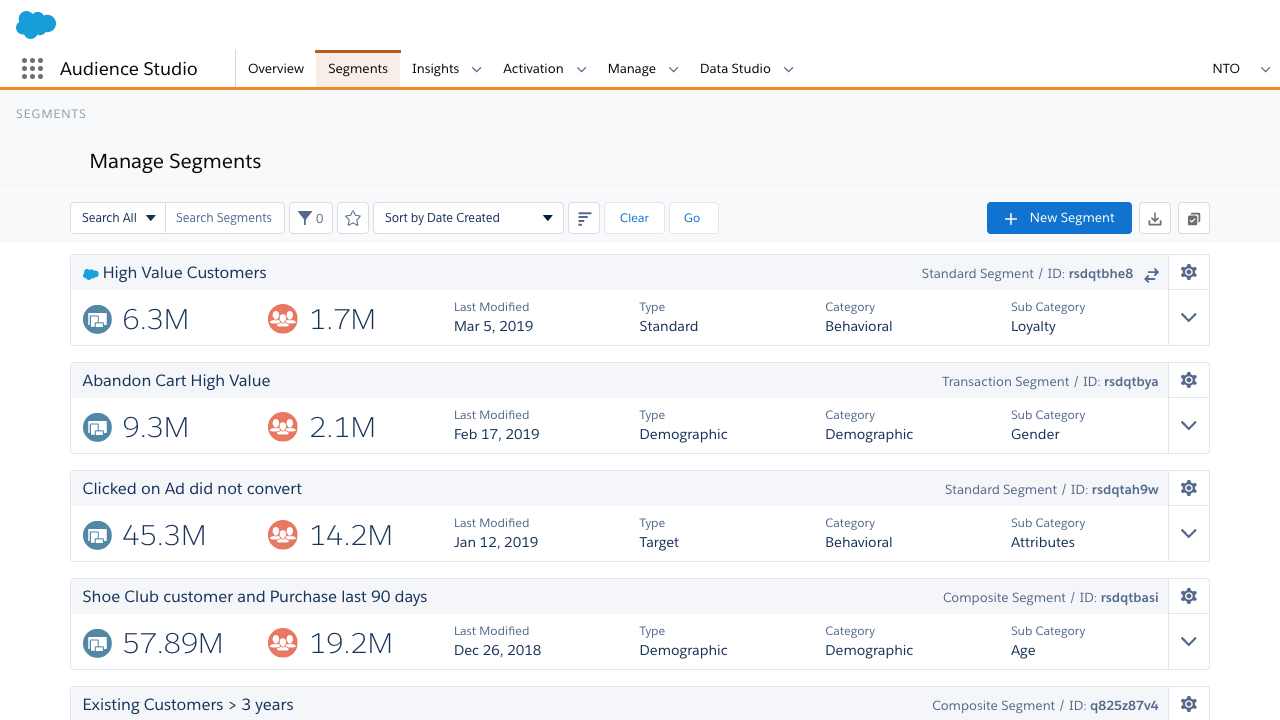 Audience Studio Overview Segments Insights Activation Manage Data Studio NTO
SEGMENTS
Manage Segments
Search All Search Segments 0 Sort by Date Created Clear Go New Segment
High Value Customers Standard Segment / ID: rsdqtbhe8
6.3M 1.7M Last Modified Type Category Sub Category
Mar 5, 2019 Standard Behavioral Loyalty
Abandon Cart High Value Transaction Segment / ID: rsdqtbya
9.3M 2.1M Last Modified Type Category Sub Category
Feb 17, 2019 Demographic Demographic Gender
Clicked on Ad did not convert Standard Segment / ID: rsdqtah9w
45.3M 14.2M Last Modified Type Category Sub Category
Jan 12, 2019 Target Behavioral Attributes
Shoe Club customer and Purchase last 90 days Composite Segment / ID: rsdqtbasi
57.89M 19.2M Last Modified Type Category Sub Category
Dec 26, 2018 Demographic Demographic Age
Existing Customers > 3 years Composite Segment / ID: q825z87v4